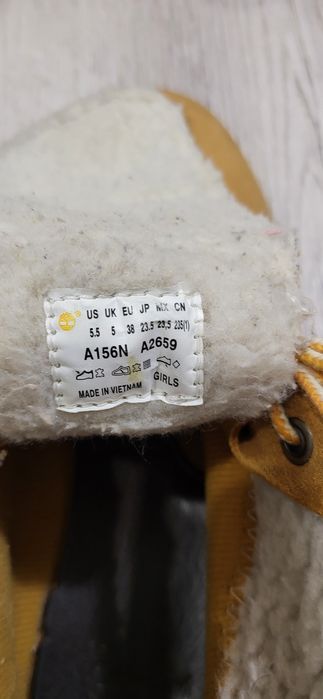 US UK EU JP MX CN
5.5 5 38 23.5 23,5 235(1)
A156N A2659
GIRLS
MADE IN VIETNAM